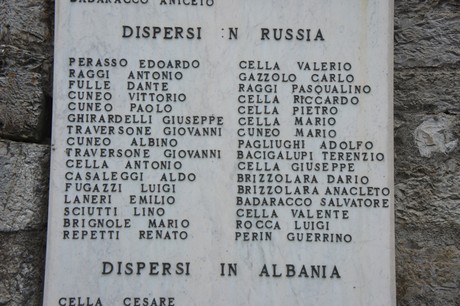 BADARACCO ANICETO
DISPERSI IN RUSSIA
PERASSO EDOARDO
RAGGI ANTONIO
FULLE DANTE
CUNEO VITTORIO
CUNEO PAOLO
GHIRARDELLI GIUSEPPE
TRAVERSONE GIOVANNI
CUNEO ALBINO
TRAVERSONE GIOVANNI
CELLA ANTONIO
CASALEGGI ALDO
FUGAZZI LUIGI
LANERI EMILIO
SCIUTTI LINO
BRIGNOLE MARIO
REPETTI RENATO
CELLA VALERIO
GAZZOLO CARLO
RAGGI PASQUALINO
CELLA RICCARDO
CELLA PIETRO
CELLA MARIO
CUNEO MARIO
PAGLIUGHI ADOLFO
BACIGALUPI TERENZIO
CELLA GIUSEPPE
BRIZZOLARA DARIO
BRIZZOLARA ANACLETO
BADARACCO SALVATORE
CELLA VALENTE
ROCCA LUIGI
PERIN GUERRINO
DISPERSI IN ALBANIA
CELLA CESARE